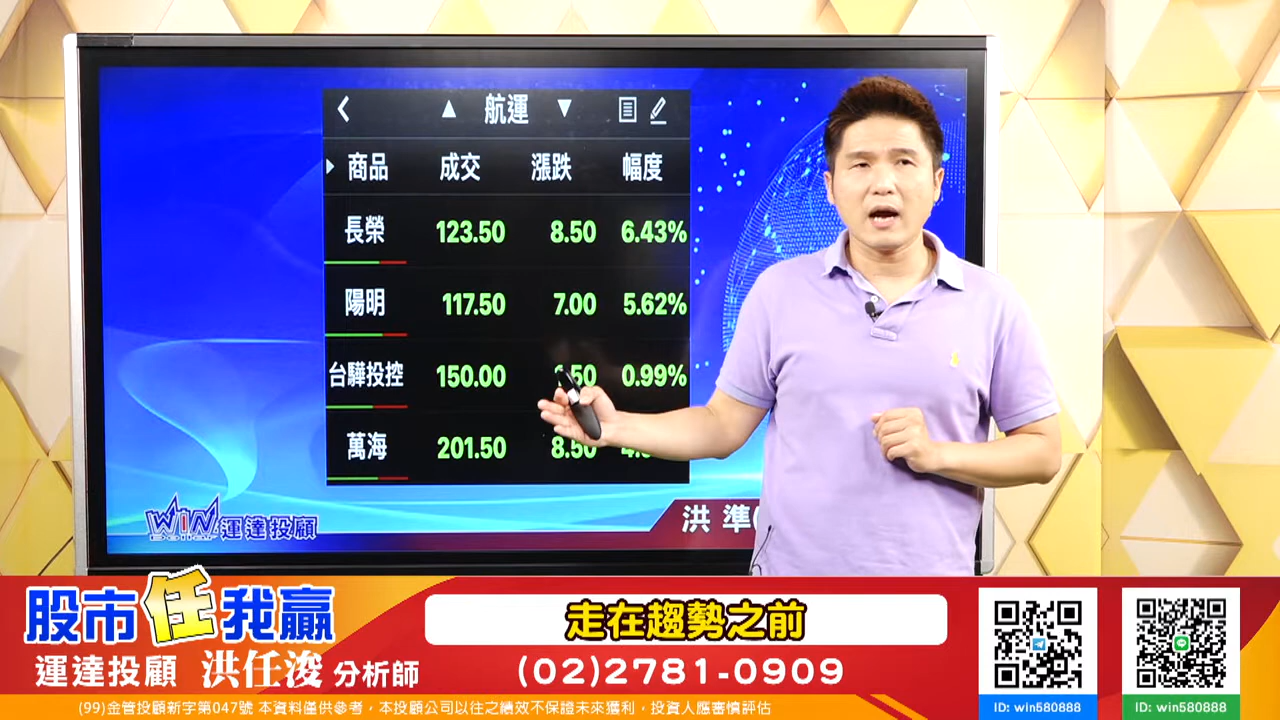 航運
商品 成交 漲跌 幅度
長榮 123.50 8.50 6.43%
陽明 117.50 7.00 5.62%
台驊投控 150.00 0.99%
萬海 201.50 8.50
WIN 運達投顧
洪 準
股市任我贏
走在趨勢之前
運達投顧 洪任浚 分析師
(02)2781-0909
ID: win580888
ID: win580888
(99)金管投顧新字第047號 本資料僅供參考，本投顧公司以往之績效不保證未來獲利，投資人應審慎評估